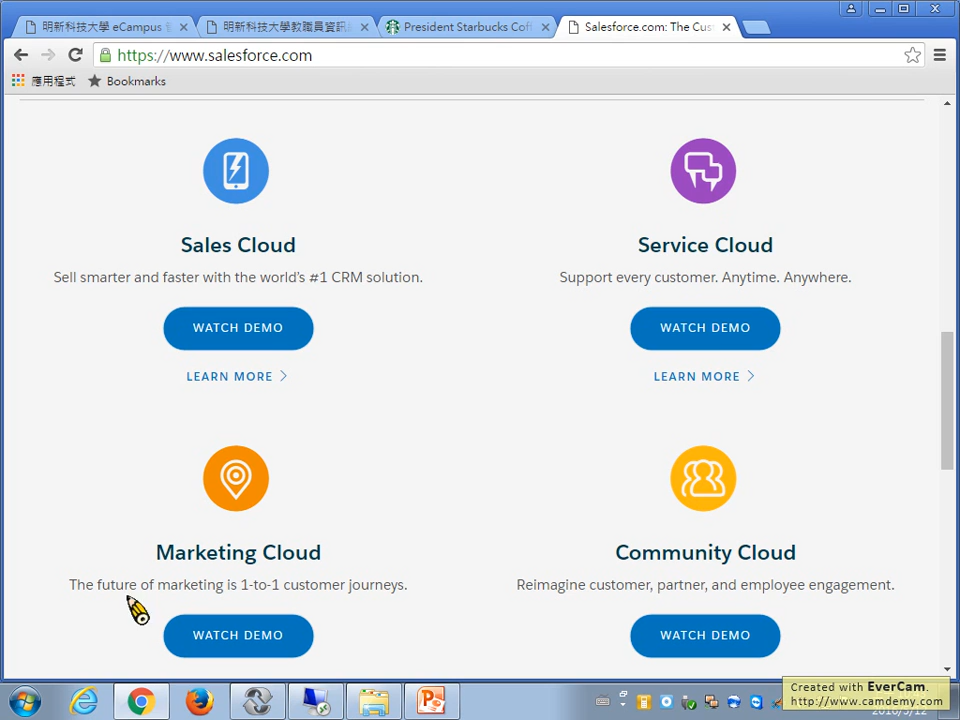 明新科技大學 eCampus
明新科技大學教職員資訊
President Starbucks Coff
Salesforce.com: The Cus
https://www.salesforce.com
應用程式
Bookmarks
Sales Cloud
Sell smarter and faster with the world's #1 CRM solution.
WATCH DEMO
LEARN MORE
Service Cloud
Support every customer. Anytime. Anywhere.
WATCH DEMO
LEARN MORE
Marketing Cloud
The future of marketing is 1-to-1 customer journeys.
WATCH DEMO
Community Cloud
Reimagine customer, partner, and employee engagement.
WATCH DEMO
Created with EverCam.
http://www.camdemy.com